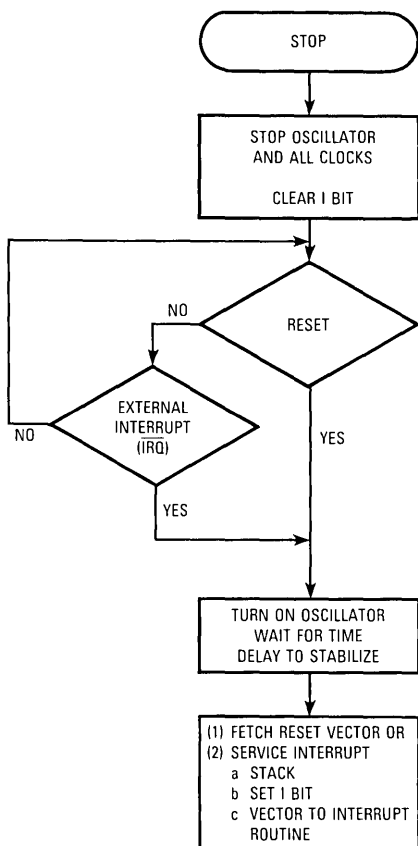 STOP
STOP OSCILLATOR
AND ALL CLOCKS
CLEAR I BIT
RESET
NO
EXTERNAL
INTERRUPT
(IRQ)
NO
YES
YES
TURN ON OSCILLATOR
WAIT FOR TIME
DELAY TO STABILIZE
(1) FETCH RESET VECTOR OR
(2) SERVICE INTERRUPT
a STACK
b SET I BIT
c VECTOR TO INTERRUPT
ROUTINE